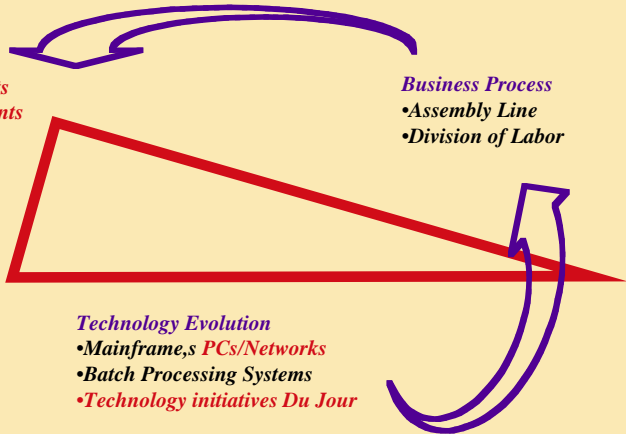 Business Process
•Assembly Line
•Division of Labor
Technology Evolution
•Mainframe,s PCs/Networks
•Batch Processing Systems
•Technology initiatives Du Jour